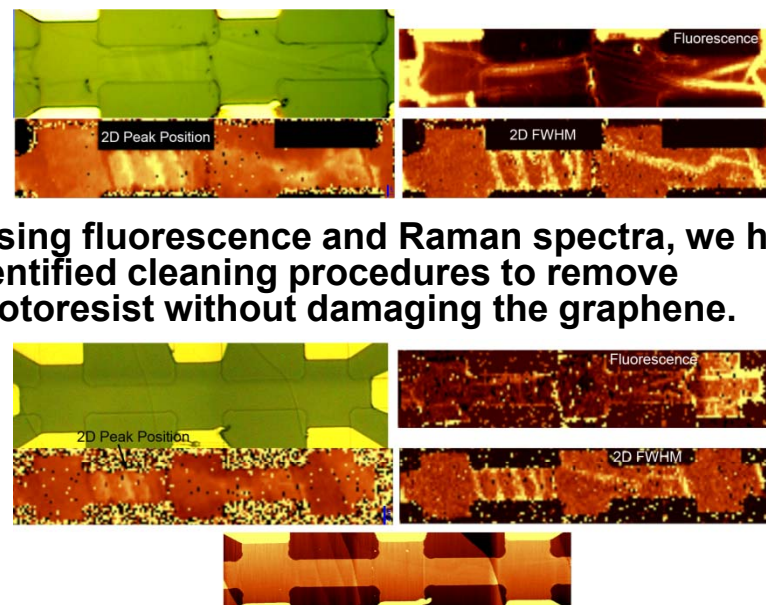 Fluorescence
2D Peak Position
2D FWHM
sing fluorescence and Raman spectra, we h
entified cleaning procedures to remove
otoresist without damaging the graphene.
Fluorescence
2D Peak Position
2D FWHM